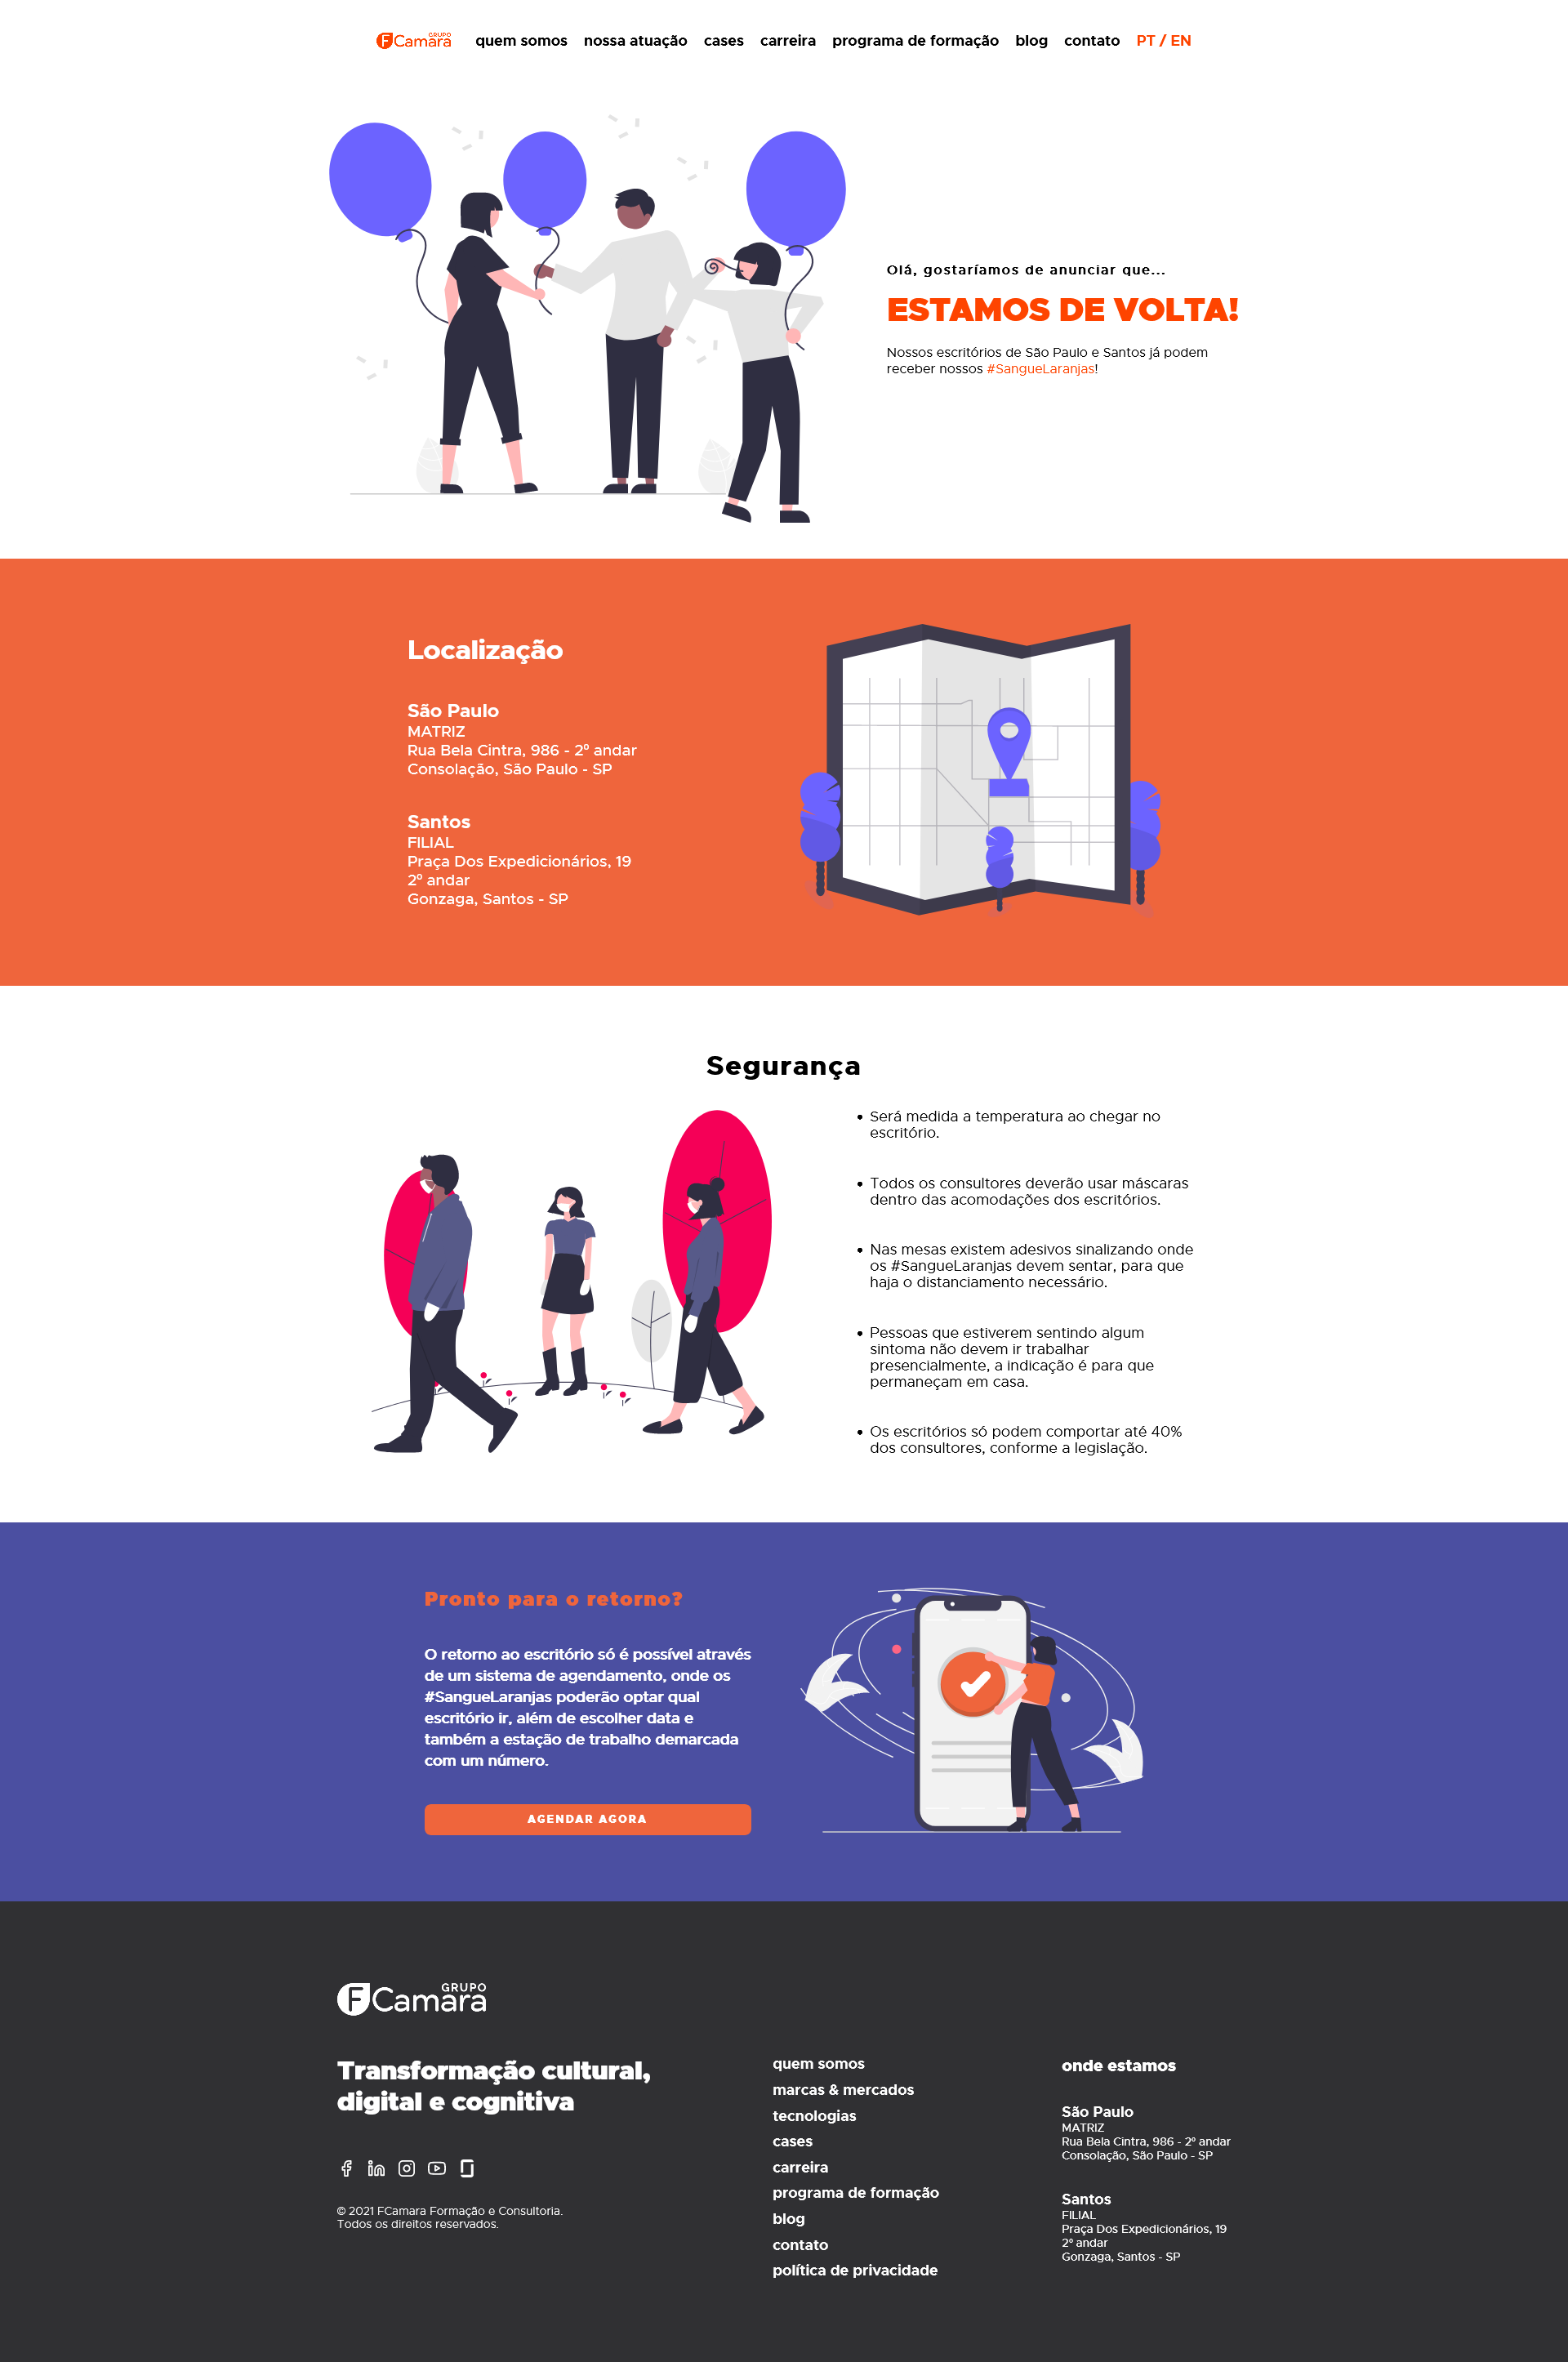 FCamara GRUPO
quem somos nossa atuação cases carreira programa de formação blog contato PT / EN
Olá, gostaríamos de anunciar que...
ESTAMOS DE VOLTA!
Nossos escritórios de São Paulo e Santos já podem
receber nossos #SangueLaranjas!
Localização
São Paulo
MATRIZ
Rua Bela Cintra, 986 - 2º andar
Consolação, São Paulo - SP
Santos
FILIAL
Praça Dos Expedicionários, 19
2º andar
Gonzaga, Santos - SP
Segurança
• Será medida a temperatura ao chegar no
escritório.
• Todos os consultores deverão usar máscaras
dentro das acomodações dos escritórios.
• Nas mesas existem adesivos sinalizando onde
os #SangueLaranjas devem sentar, para que
haja o distanciamento necessário.
• Pessoas que estiverem sentindo algum
sintoma não devem ir trabalhar
presencialmente, a indicação é para que
permaneçam em casa.
• Os escritórios só podem comportar até 40%
dos consultores, conforme a legislação.
Pronto para o retorno?
O retorno ao escritório só é possível através
de um sistema de agendamento, onde os
#SangueLaranjas poderão optar qual
escritório ir, além de escolher data e
também a estação de trabalho demarcada
com um número.
AGENDAR AGORA
FCamara GRUPO
Transformação cultural,
digital e cognitiva
© 2021 FCamara Formação e Consultoria.
Todos os direitos reservados.
quem somos
marcas & mercados
tecnologias
cases
carreira
programa de formação
blog
contato
política de privacidade
onde estamos
São Paulo
MATRIZ
Rua Bela Cintra, 986 - 2º andar
Consolação, São Paulo - SP
Santos
FILIAL
Praça Dos Expedicionários, 19
2º andar
Gonzaga, Santos - SP